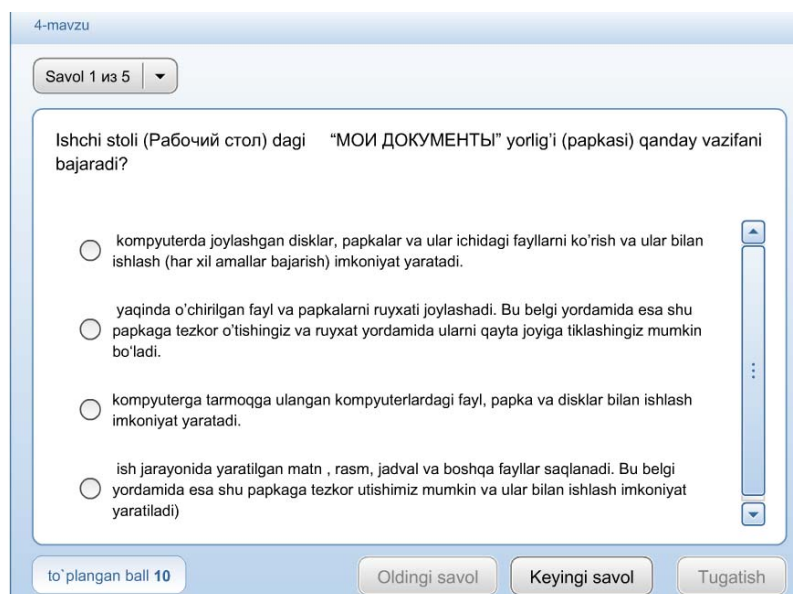 4-mavzu
Savol 1 из 5
Ishchi stoli (Рабочий стол) dagi “МОИ ДОКУМЕНТЫ” yorlig’i (papkasi) qanday vazifani
bajaradi?
kompyuterda joylashgan disklar, papkalar va ular ichidagi fayllarni ko’rish va ular bilan
ishlash (har xil amallar bajarish) imkoniyat yaratadi.
yaqinda o’chirilgan fayl va papkalarni ruyxati joylashadi. Bu belgi yordamida esa shu
papkaga tezkor o’tishingiz va ruyxat yordamida ularni qayta joyiga tiklashingiz mumkin
bo‘ladi.
kompyuterga tarmoqga ulangan kompyuterlardagi fayl, papka va disklar bilan ishlash
imkoniyat yaratadi.
ish jarayonida yaratilgan matn , rasm, jadval va boshqa fayllar saqlanadi. Bu belgi
yordamida esa shu papkaga tezkor utishimiz mumkin va ular bilan ishlash imkoniyat
yaratiladi)
to`plangan ball 10
Oldingi savol
Keyingi savol
Tugatish